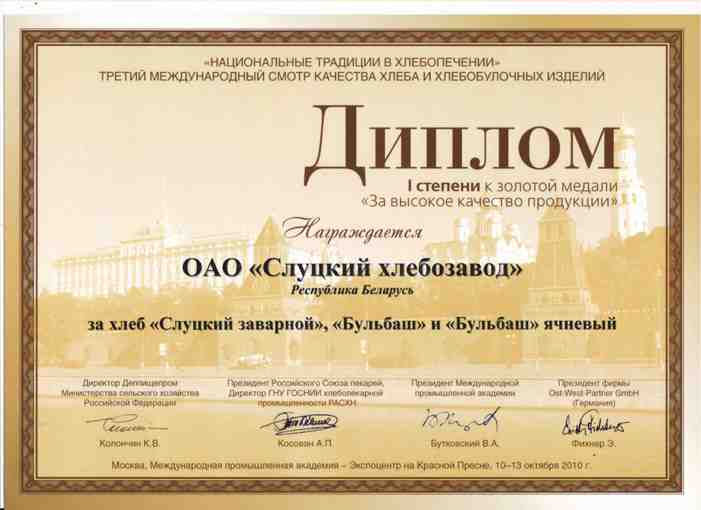 «НАЦИОНАЛЬНЫЕ ТРАДИЦИИ В ХЛЕБОПЕЧЕНИИ»
ТРЕТИЙ МЕЖДУНАРОДНЫЙ СМОТР КАЧЕСТВА ХЛЕБА И ХЛЕБОБУЛОЧНЫХ ИЗДЕЛИЙ
ДИПЛОМ
I степени к золотой медали
«За высокое качество продукции»
Награждается
ОАО «Слуцкий хлебозавод»
Республика Беларусь
за хлеб «Слуцкий заварной», «Бульбаш» и «Бульбаш» ячневый
Директор Деппищепром
Министерства сельского хозяйства
Российской Федерации
Колончин К.В.
Президент Российского Союза пекарей,
Директор ГНУ ГОСНИИ хлебопекарной
промышленности РАСХН
Косован А.П.
Президент Международной
промышленной академии
Бутковский В.А.
Президент фирмы
Ost-West-Partner GmbH
(Германия)
Фихнер Э.
Москва, Международная промышленная академия – Экспоцентр на Красной Пресне, 10–13 октября 2010 г.